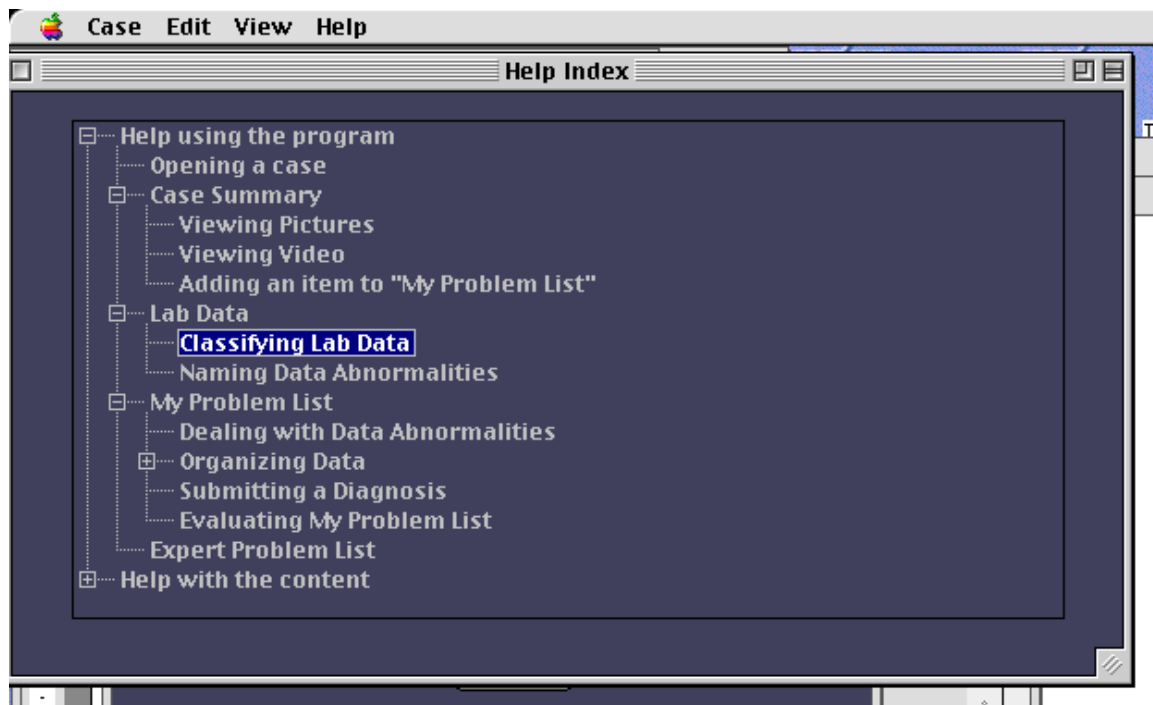 Case Edit View Help
Help Index
Help using the program
Opening a case
Case Summary
Viewing Pictures
Viewing Video
Adding an item to "My Problem List"
Lab Data
Classifying Lab Data
Naming Data Abnormalities
My Problem List
Dealing with Data Abnormalities
Organizing Data
Submitting a Diagnosis
Evaluating My Problem List
Expert Problem List
Help with the content